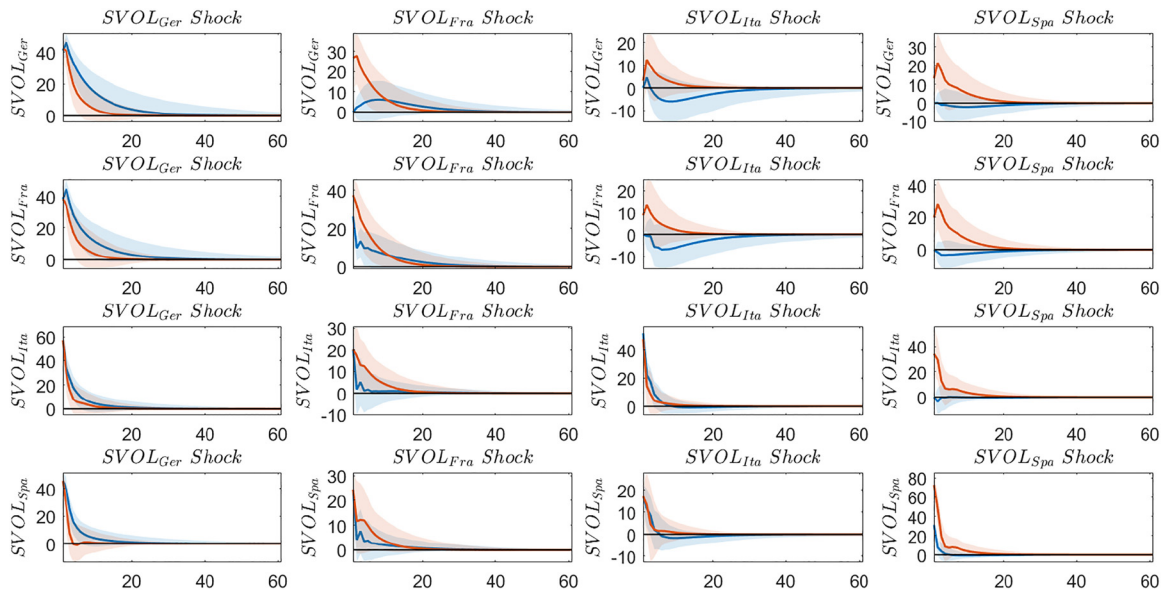 SVOL_Ger Shock SVOL_Fra Shock SVOL_Ita Shock SVOL_Spa Shock
SVOL_Ger 40 20 0 20 40 60
SVOL_Ger 30 20 10 0 20 40 60
SVOL_Ger 20 10 0 -10 20 40 60
SVOL_Ger 30 20 10 0 -10 20 40 60
SVOL_Ger Shock SVOL_Fra Shock SVOL_Ita Shock SVOL_Spa Shock
SVOL_Fra 40 20 0 20 40 60
SVOL_Fra 40 20 0 20 40 60
SVOL_Fra 20 10 0 -10 20 40 60
SVOL_Fra 40 20 0 20 40 60
SVOL_Ger Shock SVOL_Fra Shock SVOL_Ita Shock SVOL_Spa Shock
SVOL_Ita 60 40 20 0 20 40 60
SVOL_Ita 30 20 10 0 -10 20 40 60
SVOL_Ita 40 20 0 20 40 60
SVOL_Ita 40 20 0 20 40 60
SVOL_Ger Shock SVOL_Fra Shock SVOL_Ita Shock SVOL_Spa Shock
SVOL_Spa 40 20 0 20 40 60
SVOL_Spa 30 20 10 0 20 40 60
SVOL_Spa 20 10 0 -10 20 40 60
SVOL_Spa 80 60 40 20 0 20 40 60